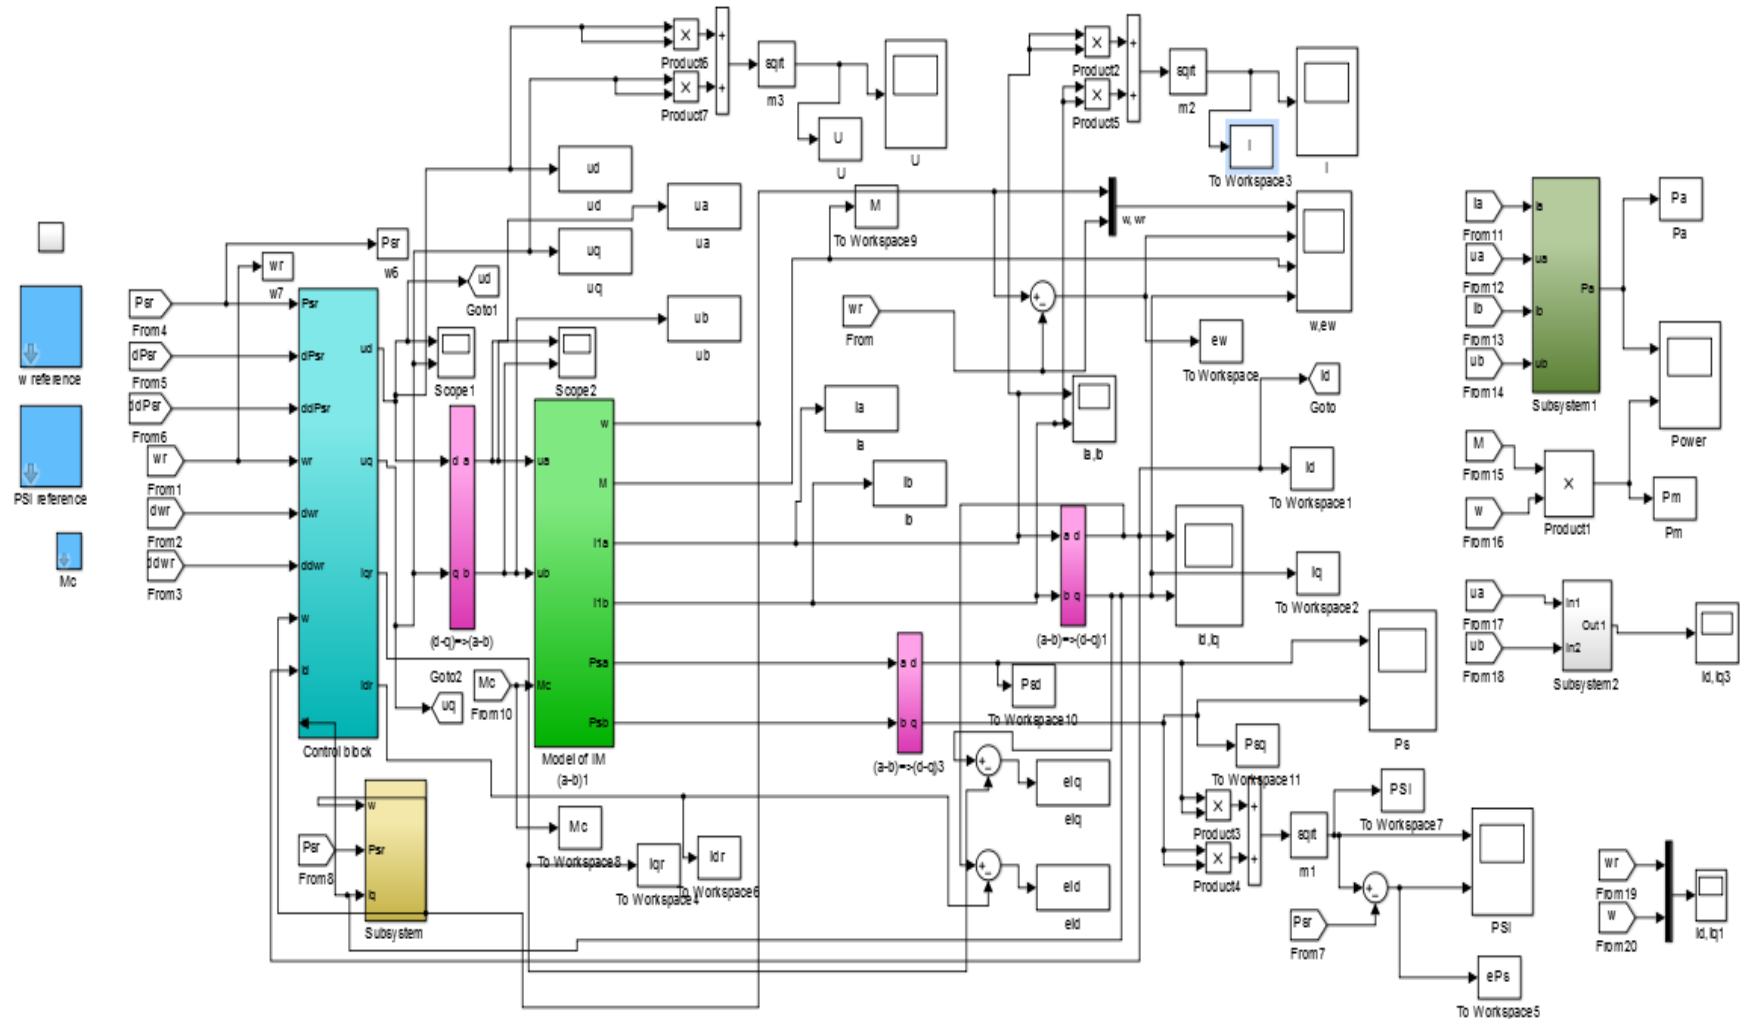 Product6
Product7
sqrt
m3
U
U
U
Product2
Product5
sqrt
m2
I
To Workspace3
I
ud
ud
ua
ua
uq
uq
ub
ub
M
To Workspace9
w, wr
w,ew
wr
From
ew
To Workspace
Id
Goto
Ia
From11
ua
From12
Ib
From13
ub
From14
Ia
ua
Ib
ub
Pa
Subsystem1
Pa
Pa
Power
M
From15
w
From16
Product1
Pm
Pm
w reference
PSI reference
Mc
Psr
w6
wr
w7
ud
Goto1
Psr
From4
dPsr
From5
ddPsr
From6
wr
From1
dwr
From2
ddwr
From3
Psr
dPsr
ddPsr
wr
dwr
ddwr
w
Id
ud
uq
Iqr
Idr
Control block
Scope1
Scope2
d a
q b
(d-q)=>(a-b)
Goto2
uq
Mc
From10
ua
ub
Mc
w
M
I1a
I1b
Psa
Psb
Model of IM
(a-b)1
Ia
Ia
Ib
Ib
Ia,Ib
Id
To Workspace1
a d
b q
(a-b)=>(d-q)1
Id,Iq
Iq
To Workspace2
a d
b q
(a-b)=>(d-q)3
Psd
To Workspace10
Ps
Psq
To Workspace11
ua
From17
ub
From18
In1
In2
Out1
Subsystem2
Id,Iq3
eIq
eIq
eId
eId
Product3
Product4
sqrt
m1
PSI
To Workspace7
PSI
Psr
From7
ePs
To Workspace5
w
Psr
Iq
Subsystem
Psr
From8
Mc
To Workspace8
Iqr
To Workspace4
Idr
To Workspace6
wr
From19
w
From20
Id,Iq1